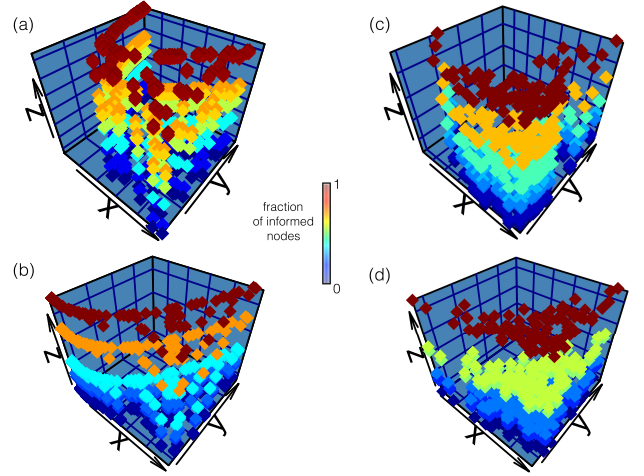 (a)
Z
X
Y
(c)
Z
X
Y
fraction
of informed
nodes
1
0
(b)
Z
X
Y
(d)
Z
X
Y